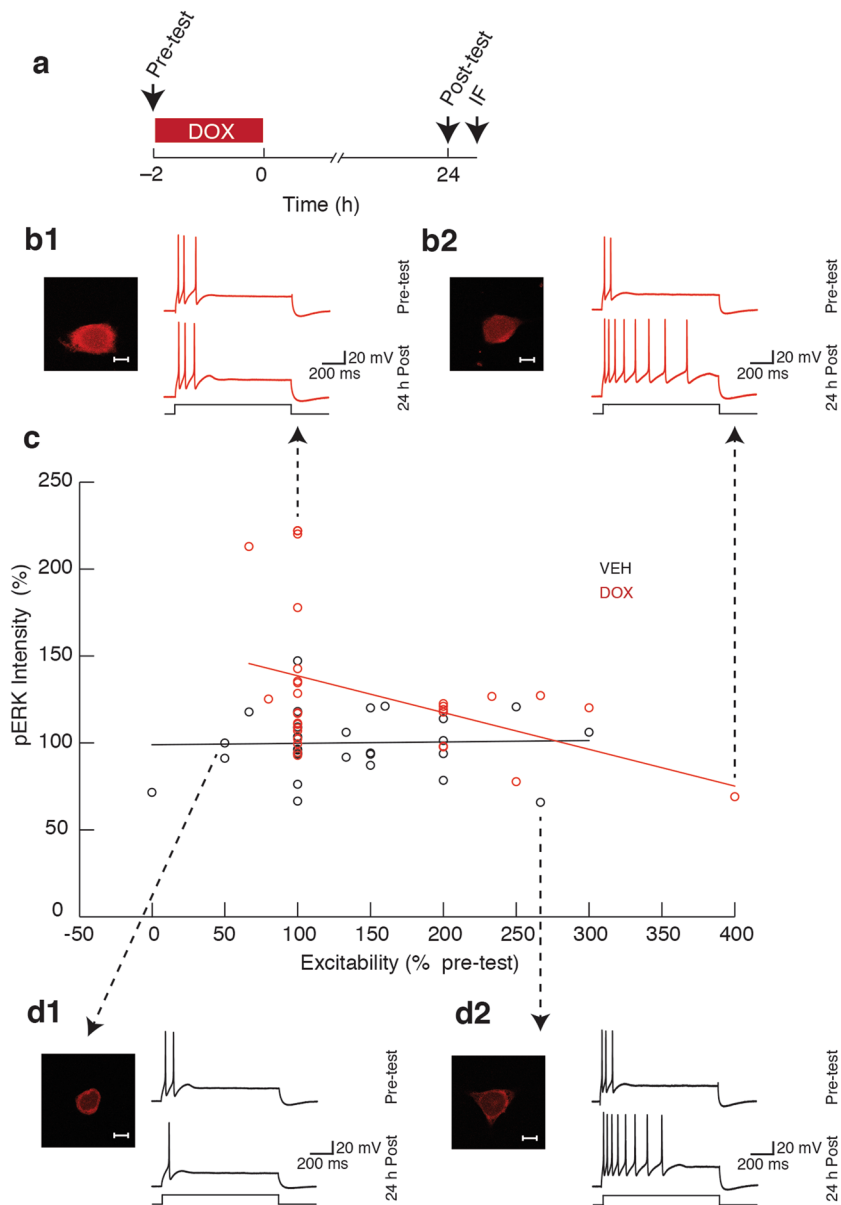 a
Pre-test
Post-test
IF
DOX
–2
0
24
Time (h)
b1
Pre-test
24 h Post
20 mV
200 ms
b2
Pre-test
24 h Post
20 mV
200 ms
c
250
200
150
100
50
0
pERK Intensity (%)
VEH
DOX
-50
0
50
100
150
200
250
300
350
400
Excitability (% pre-test)
d1
Pre-test
24 h Post
20 mV
200 ms
d2
Pre-test
24 h Post
20 mV
200 ms